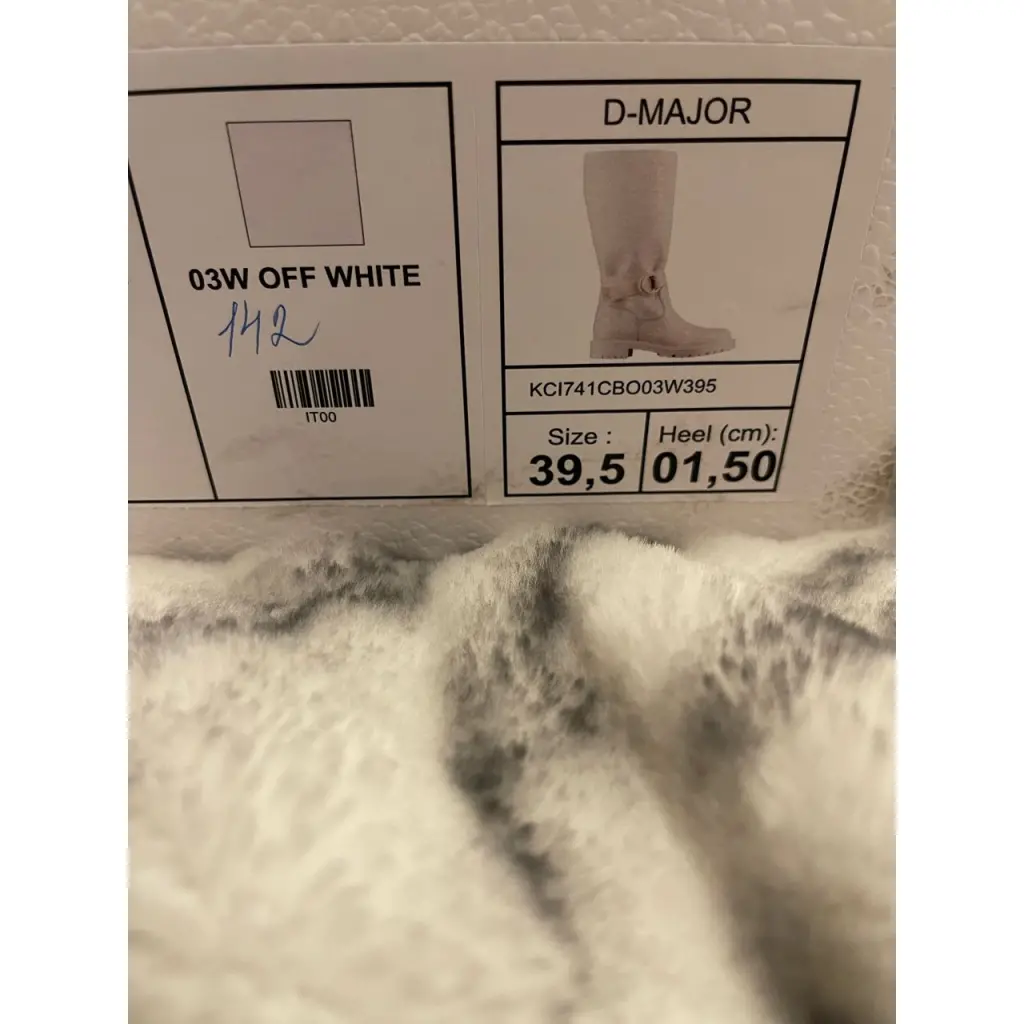 03W OFF WHITE
142
IT00
D-MAJOR
KCI741CBO03W395
Size :
39,5
Heel (cm):
01,50